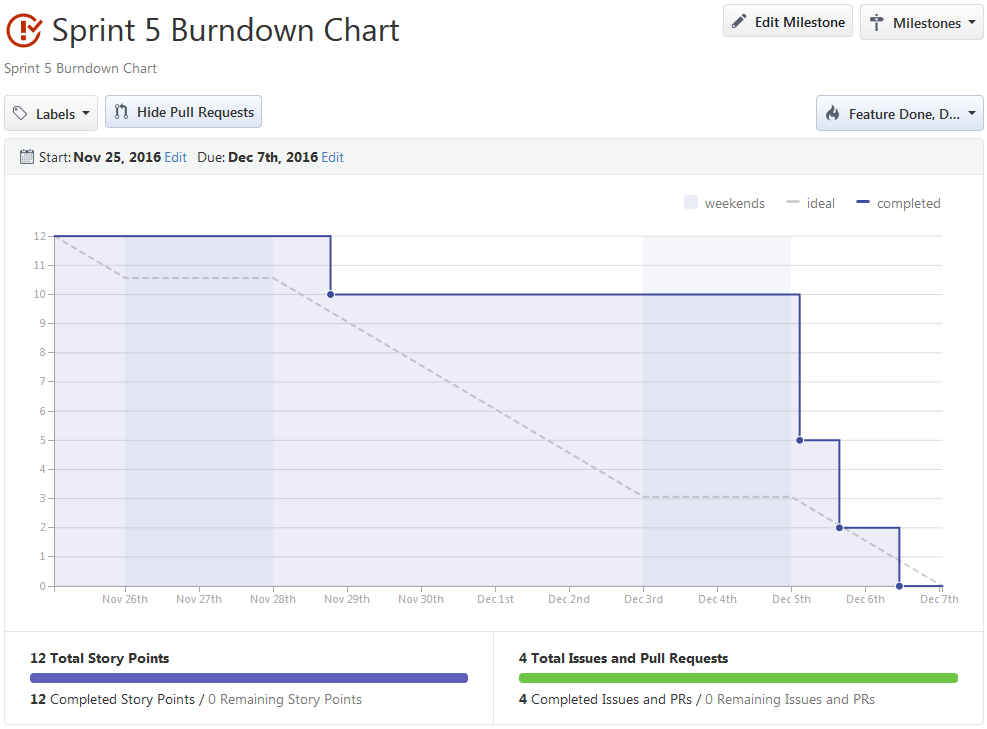 Sprint 5 Burndown Chart
Edit Milestone
Milestones
Sprint 5 Burndown Chart
Labels
Hide Pull Requests
Feature Done, D...
Start: Nov 25, 2016 Edit Due: Dec 7th, 2016 Edit
weekends ideal completed
12
11
10
9
8
7
6
5
4
3
2
1
0
Nov 26th Nov 27th Nov 28th Nov 29th Nov 30th Dec 1st Dec 2nd Dec 3rd Dec 4th Dec 5th Dec 6th Dec 7th
12 Total Story Points
12 Completed Story Points / 0 Remaining Story Points
4 Total Issues and Pull Requests
4 Completed Issues and PRs / 0 Remaining Issues and PRs